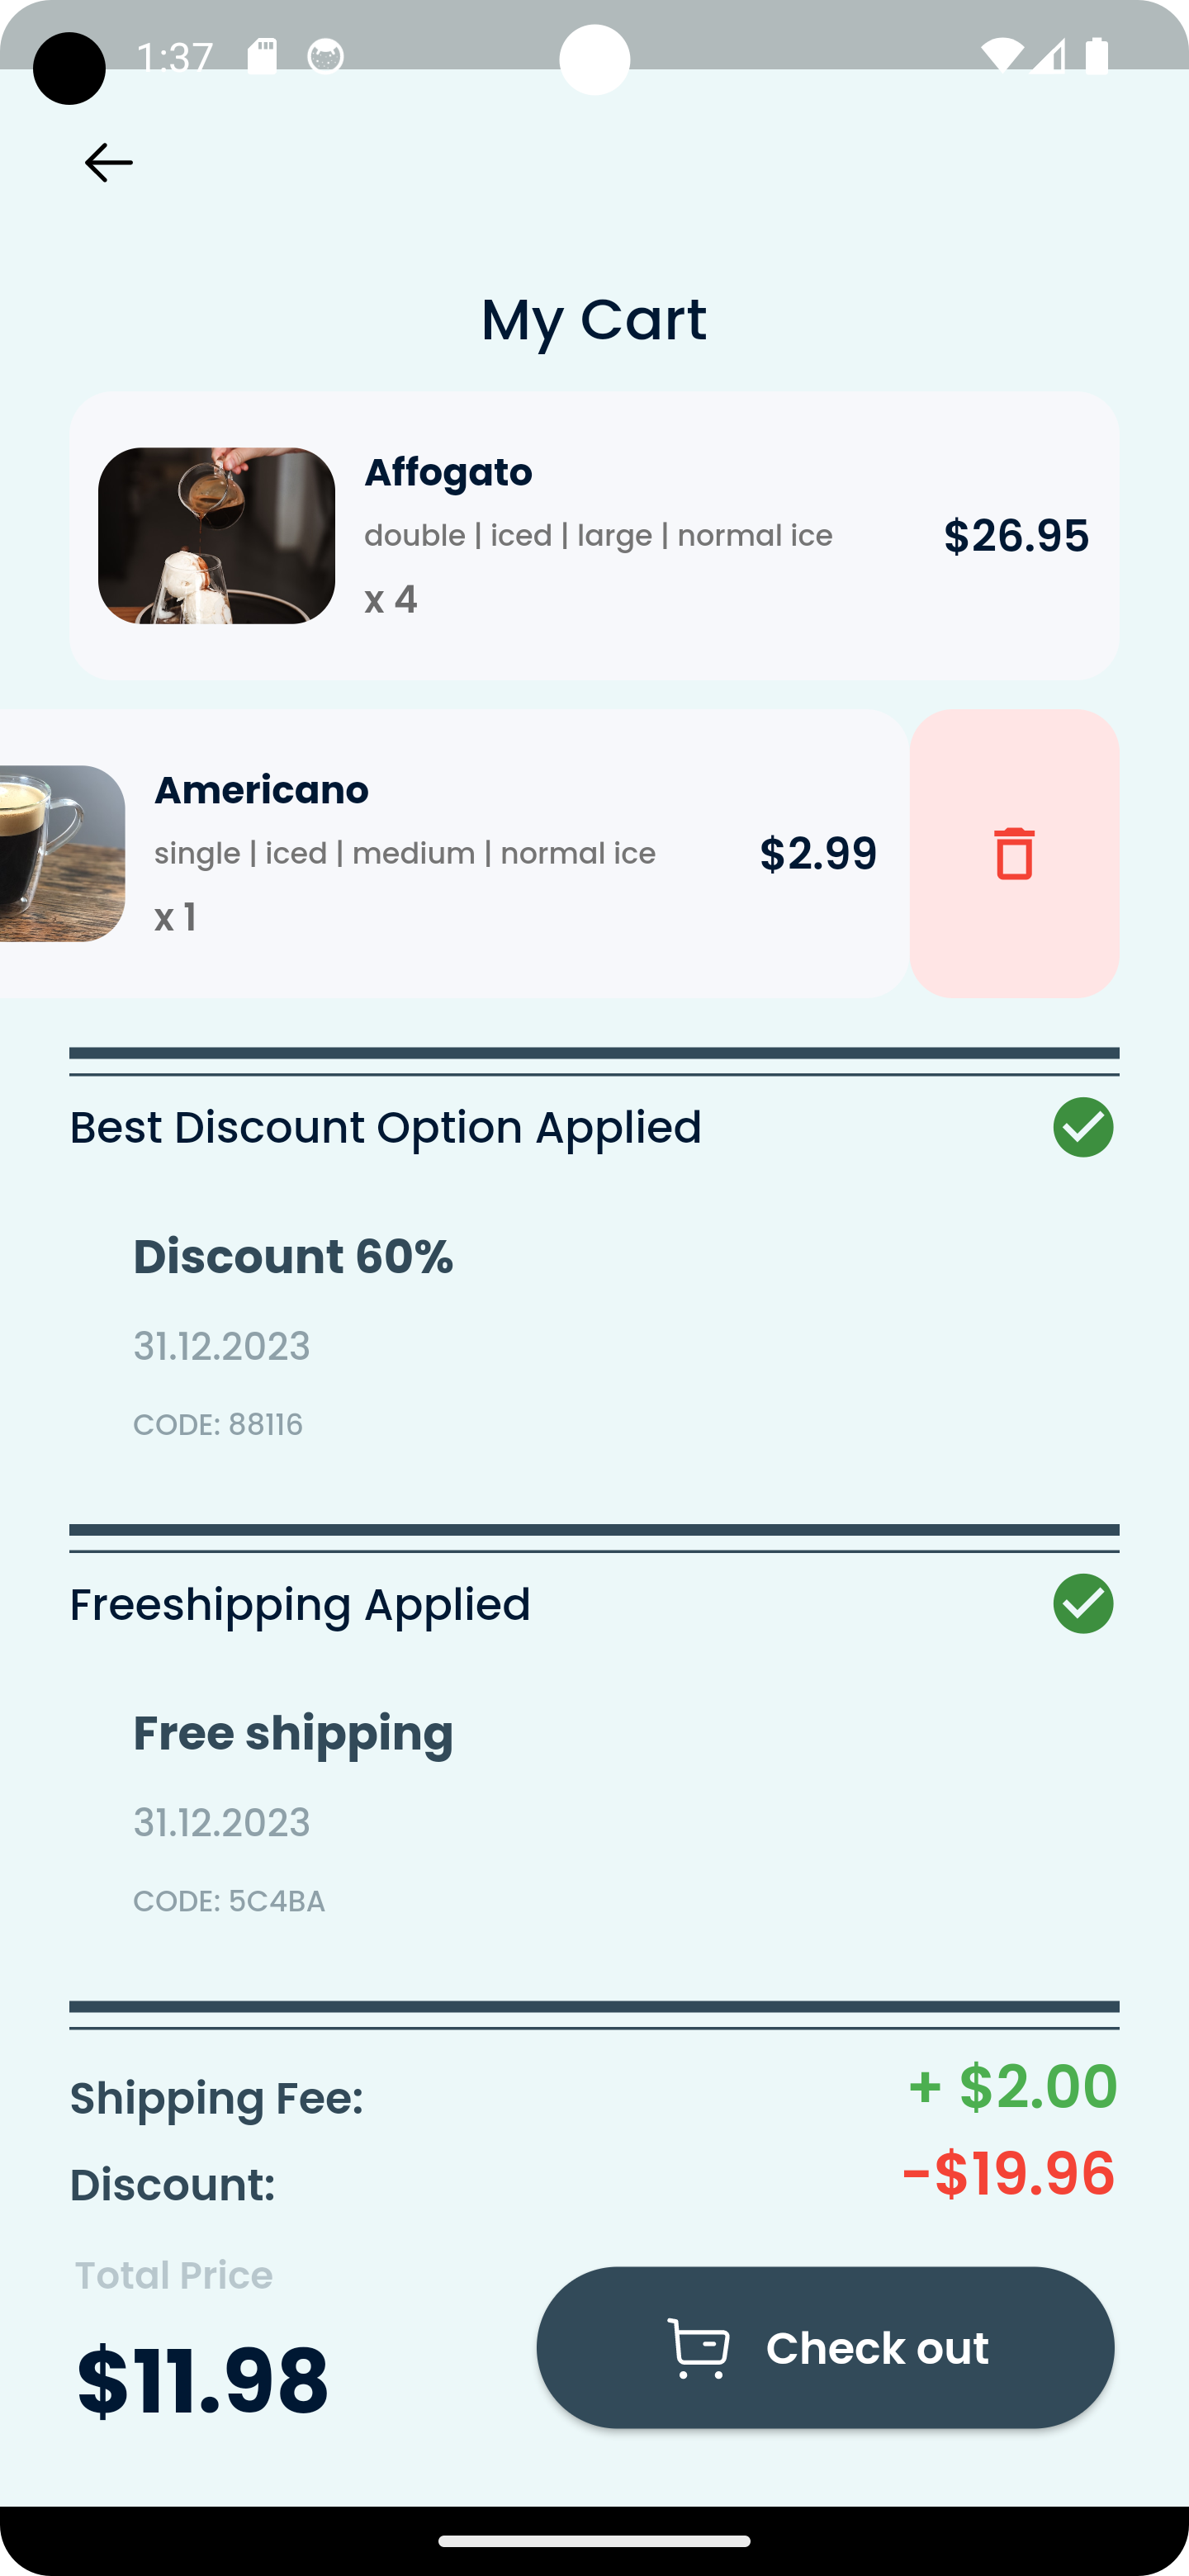 1:37
My Cart
Affogato
double | iced | large | normal ice
$26.95
x 4
Americano
single | iced | medium | normal ice
$2.99
x 1
Best Discount Option Applied
Discount 60%
31.12.2023
CODE: 88116
Freeshipping Applied
Free shipping
31.12.2023
CODE: 5C4BA
Shipping Fee:
+ $2.00
Discount:
-$19.96
Total Price
$11.98
Check out